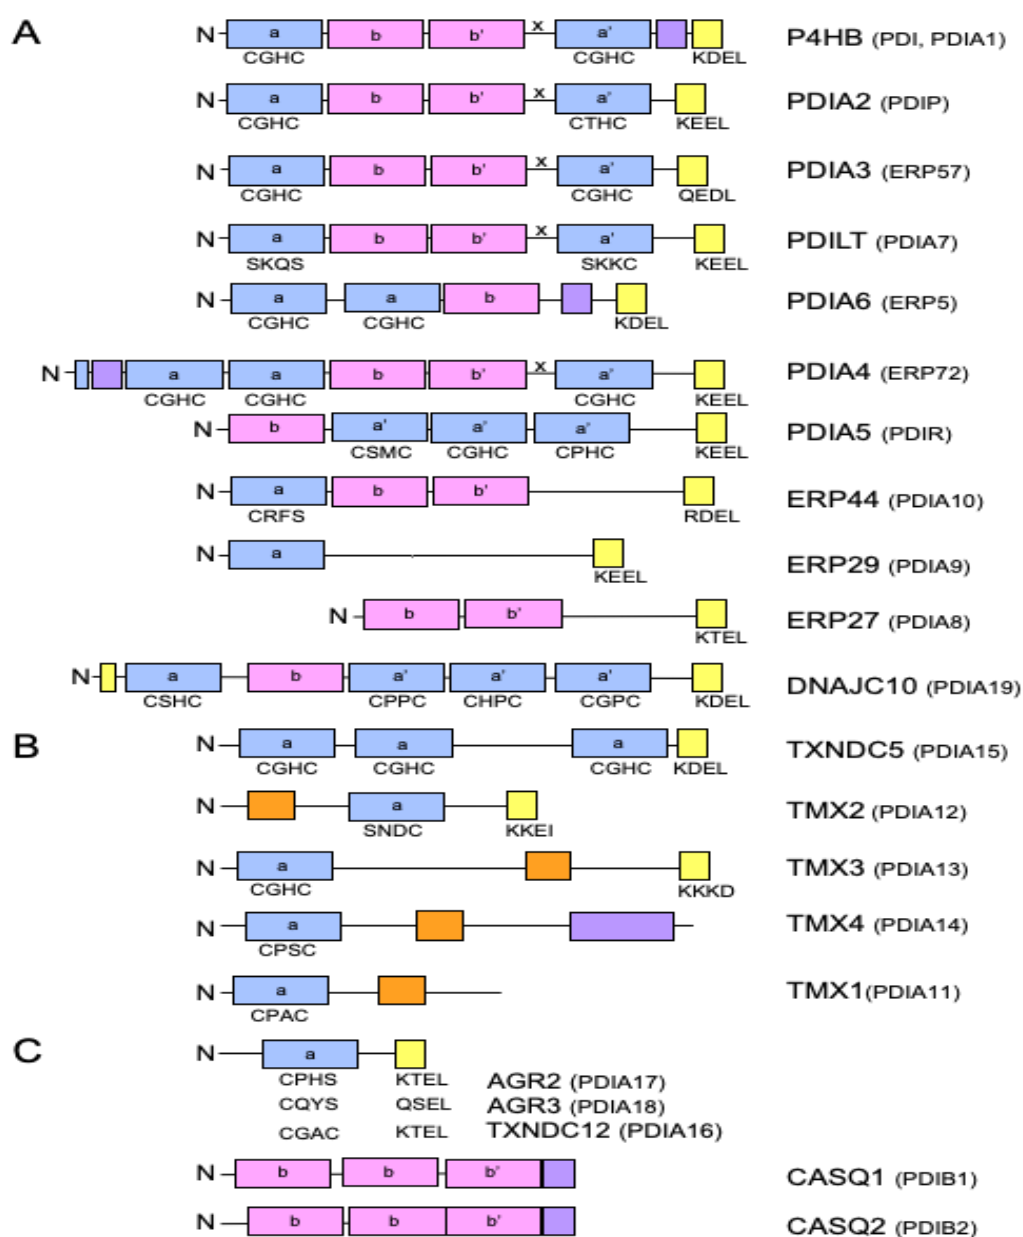 A
N a b b' x a' P4HB (PDI, PDIA1)
CGHC CGHC KDEL
N a b b' x a' PDIA2 (PDIP)
CGHC CTHC KEEL
N a b b' x a' PDIA3 (ERP57)
CGHC CGHC QEDL
N a b b' x a' PDILT (PDIA7)
SKQS SKKC KEEL
N a a b PDIA6 (ERP5)
CGHC CGHC KDEL
N a a b b' x a' PDIA4 (ERP72)
CGHC CGHC CGHC KEEL
N b a' a' a' PDIA5 (PDIR)
CSMC CGHC CPHC KEEL
N a b b' ERP44 (PDIA10)
CRFS RDEL
N a ERP29 (PDIA9)
KEEL
N b b' ERP27 (PDIA8)
KTEL
N a b a' a' a' DNAJC10 (PDIA19)
CSHC CPPC CHPC CGPC KDEL
B
N a a a TXNDC5 (PDIA15)
CGHC CGHC CGHC KDEL
N a TMX2 (PDIA12)
SNDC KKEI
N a TMX3 (PDIA13)
CGHC KKKD
N a TMX4 (PDIA14)
CPSC
N a TMX1(PDIA11)
CPAC
C
N a
CPHS KTEL AGR2 (PDIA17)
CQYS QSEL AGR3 (PDIA18)
CGAC KTEL TXNDC12 (PDIA16)
N b b b' CASQ1 (PDIB1)
N b b b' CASQ2 (PDIB2)